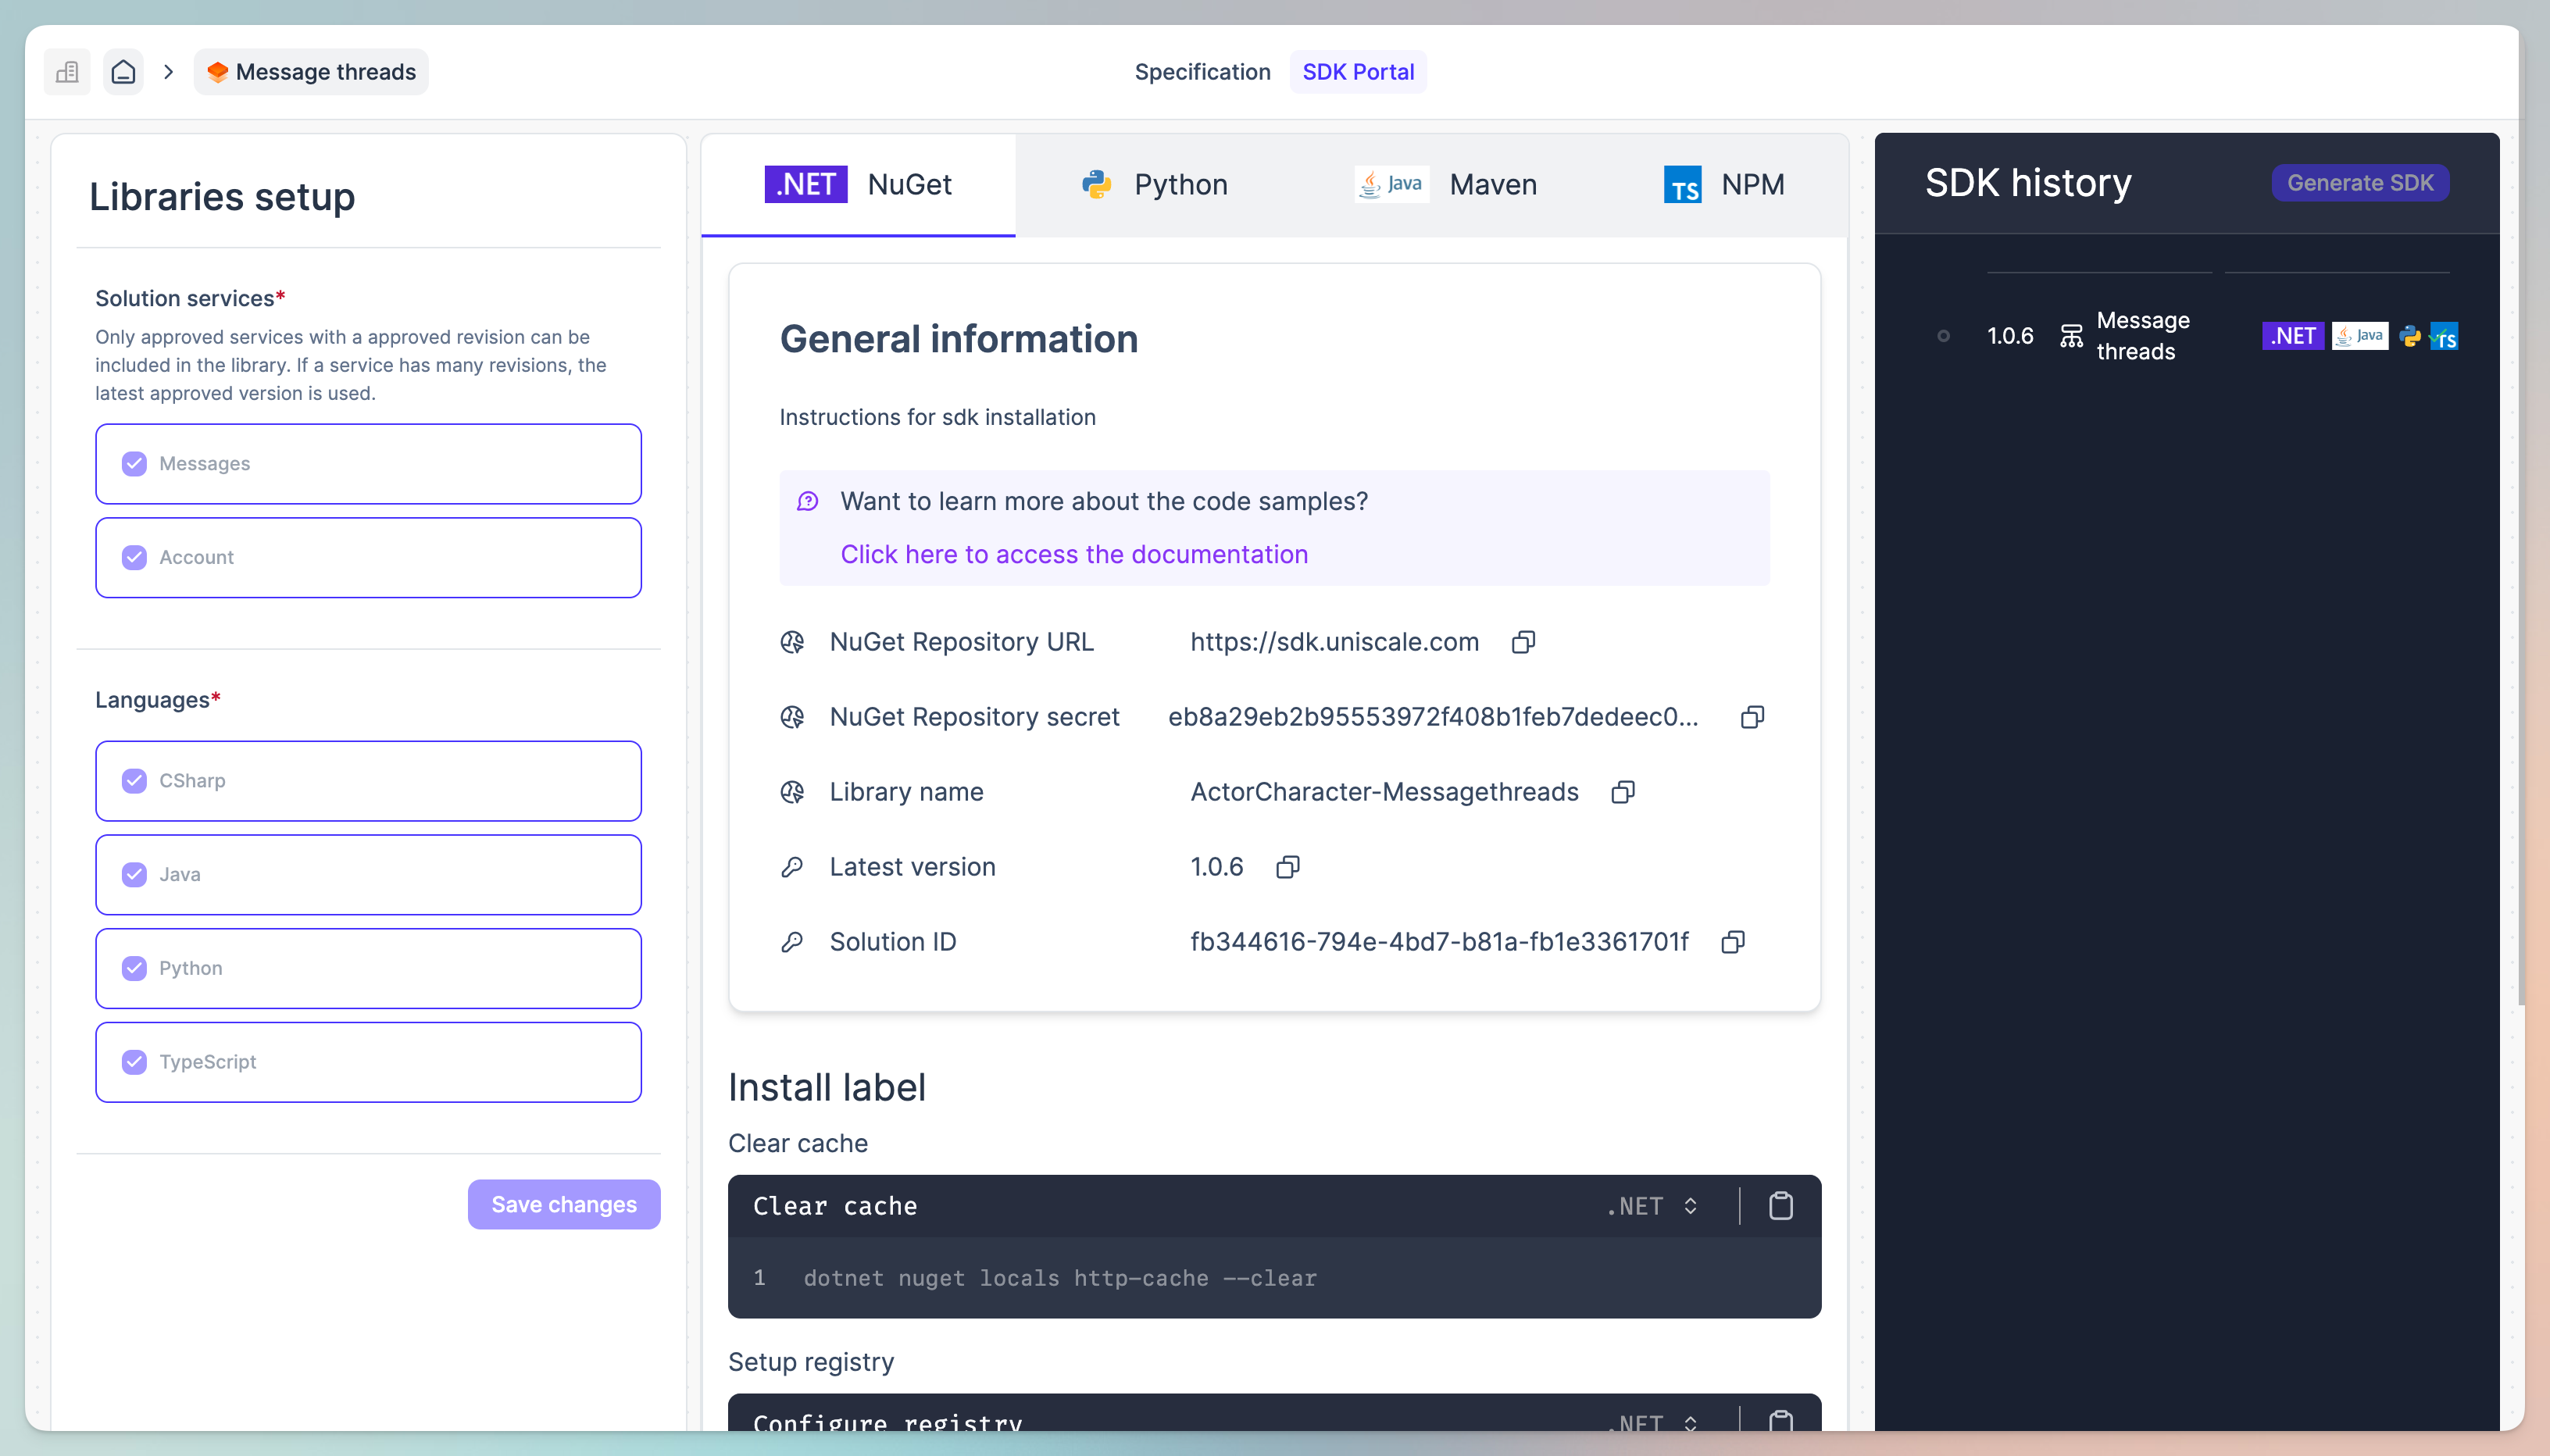 Message threads
Specification
SDK Portal
Libraries setup
Solution services*
Only approved services with a approved revision can be
included in the library. If a service has many revisions, the
latest approved version is used.
Messages
Account
Languages*
CSharp
Java
Python
TypeScript
Save changes
.NET NuGet
Python
Java Maven
TS NPM
General information
Instructions for sdk installation
Want to learn more about the code samples?
Click here to access the documentation
NuGet Repository URL https://sdk.uniscale.com
NuGet Repository secret eb8a29eb2b95553972f408b1feb7dedeec0...
Library name ActorCharacter-Messagethreads
Latest version 1.0.6
Solution ID fb344616-794e-4bd7-b81a-fb1e3361701f
Install label
Clear cache
Clear cache .NET
1 dotnet nuget locals http-cache --clear
Setup registry
Configure registry .NET
SDK history
Generate SDK
1.0.6
Message
threads
.NET Java TS